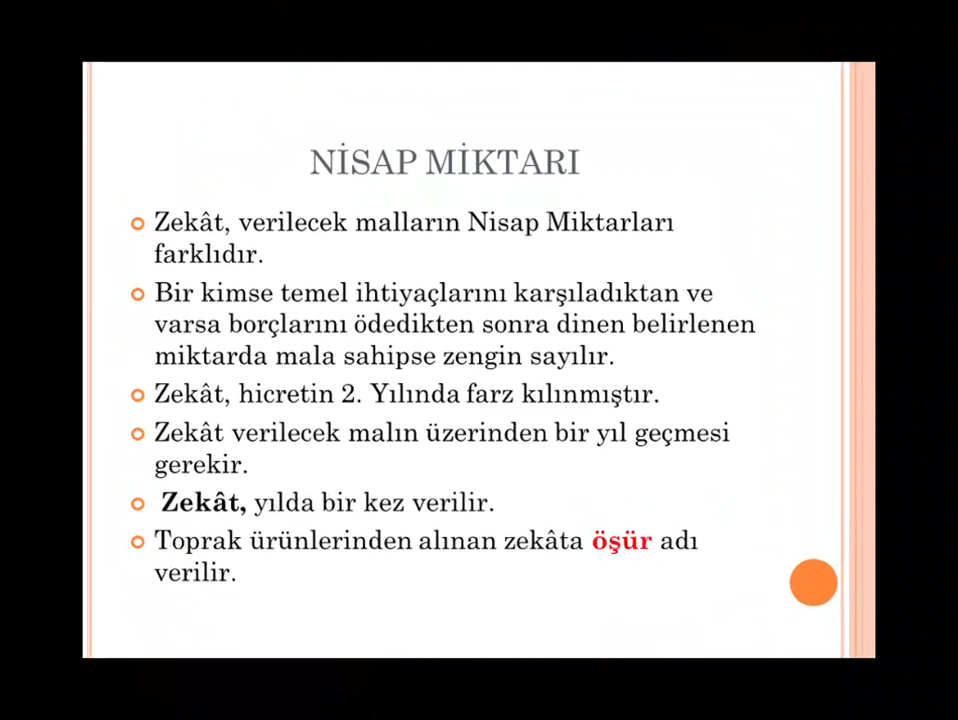 NİSAP MİKTARI
Zekât, verilecek malların Nisap Miktarları
farklıdır.
Bir kimse temel ihtiyaçlarını karşıladıktan ve
varsa borçlarını ödedikten sonra dinen belirlenen
miktarda mala sahipse zengin sayılır.
Zekât, hicretin 2. Yılında farz kılınmıştır.
Zekât verilecek malın üzerinden bir yıl geçmesi
gerekir.
Zekât, yılda bir kez verilir.
Toprak ürünlerinden alınan zekâta öşür adı
verilir.